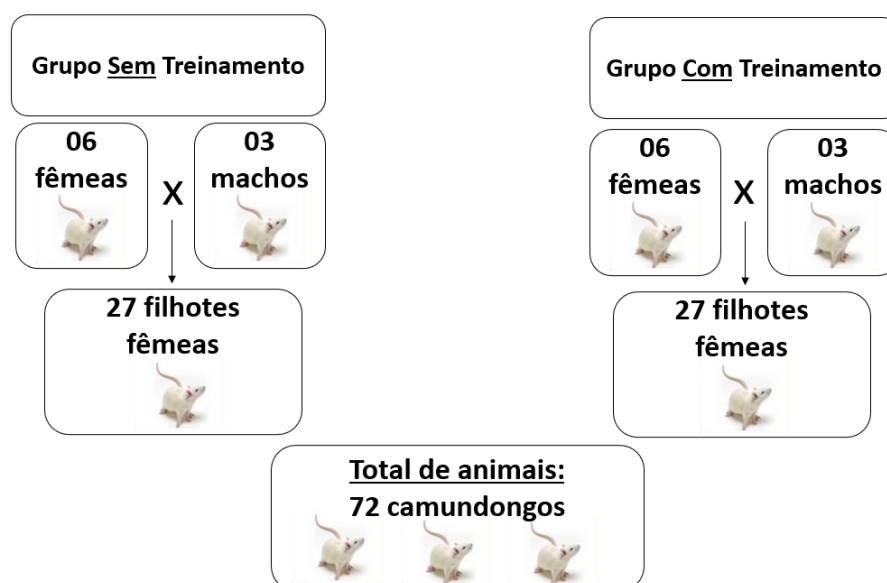 Grupo Sem Treinamento
06
fêmeas
X
03
machos
27 filhotes
fêmeas
Grupo Com Treinamento
06
fêmeas
X
03
machos
27 filhotes
fêmeas
Total de animais:
72 camundongos